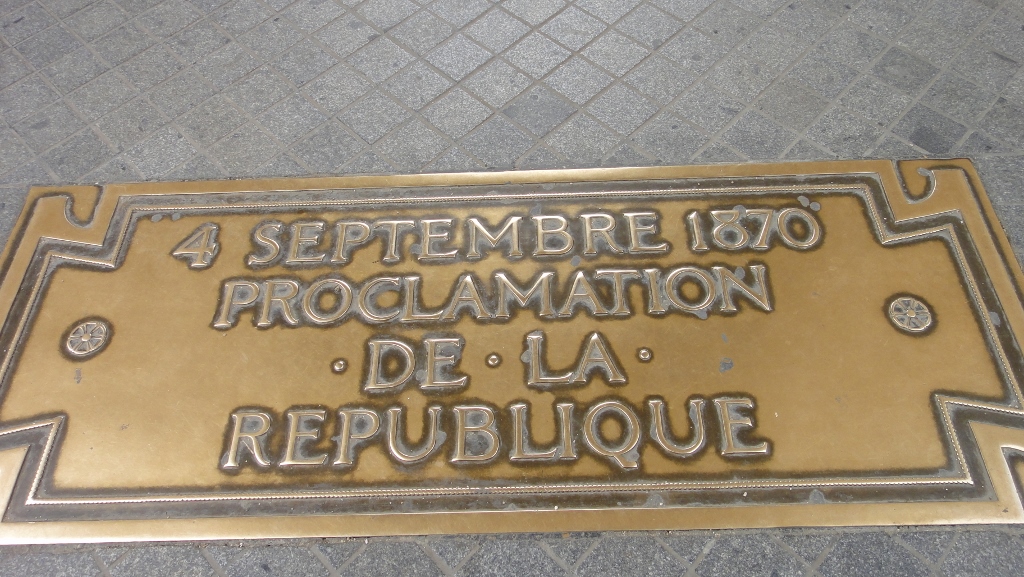 4 SEPTEMBRE 1870
PROCLAMATION
· DE · LA ·
REPUBLIQUE